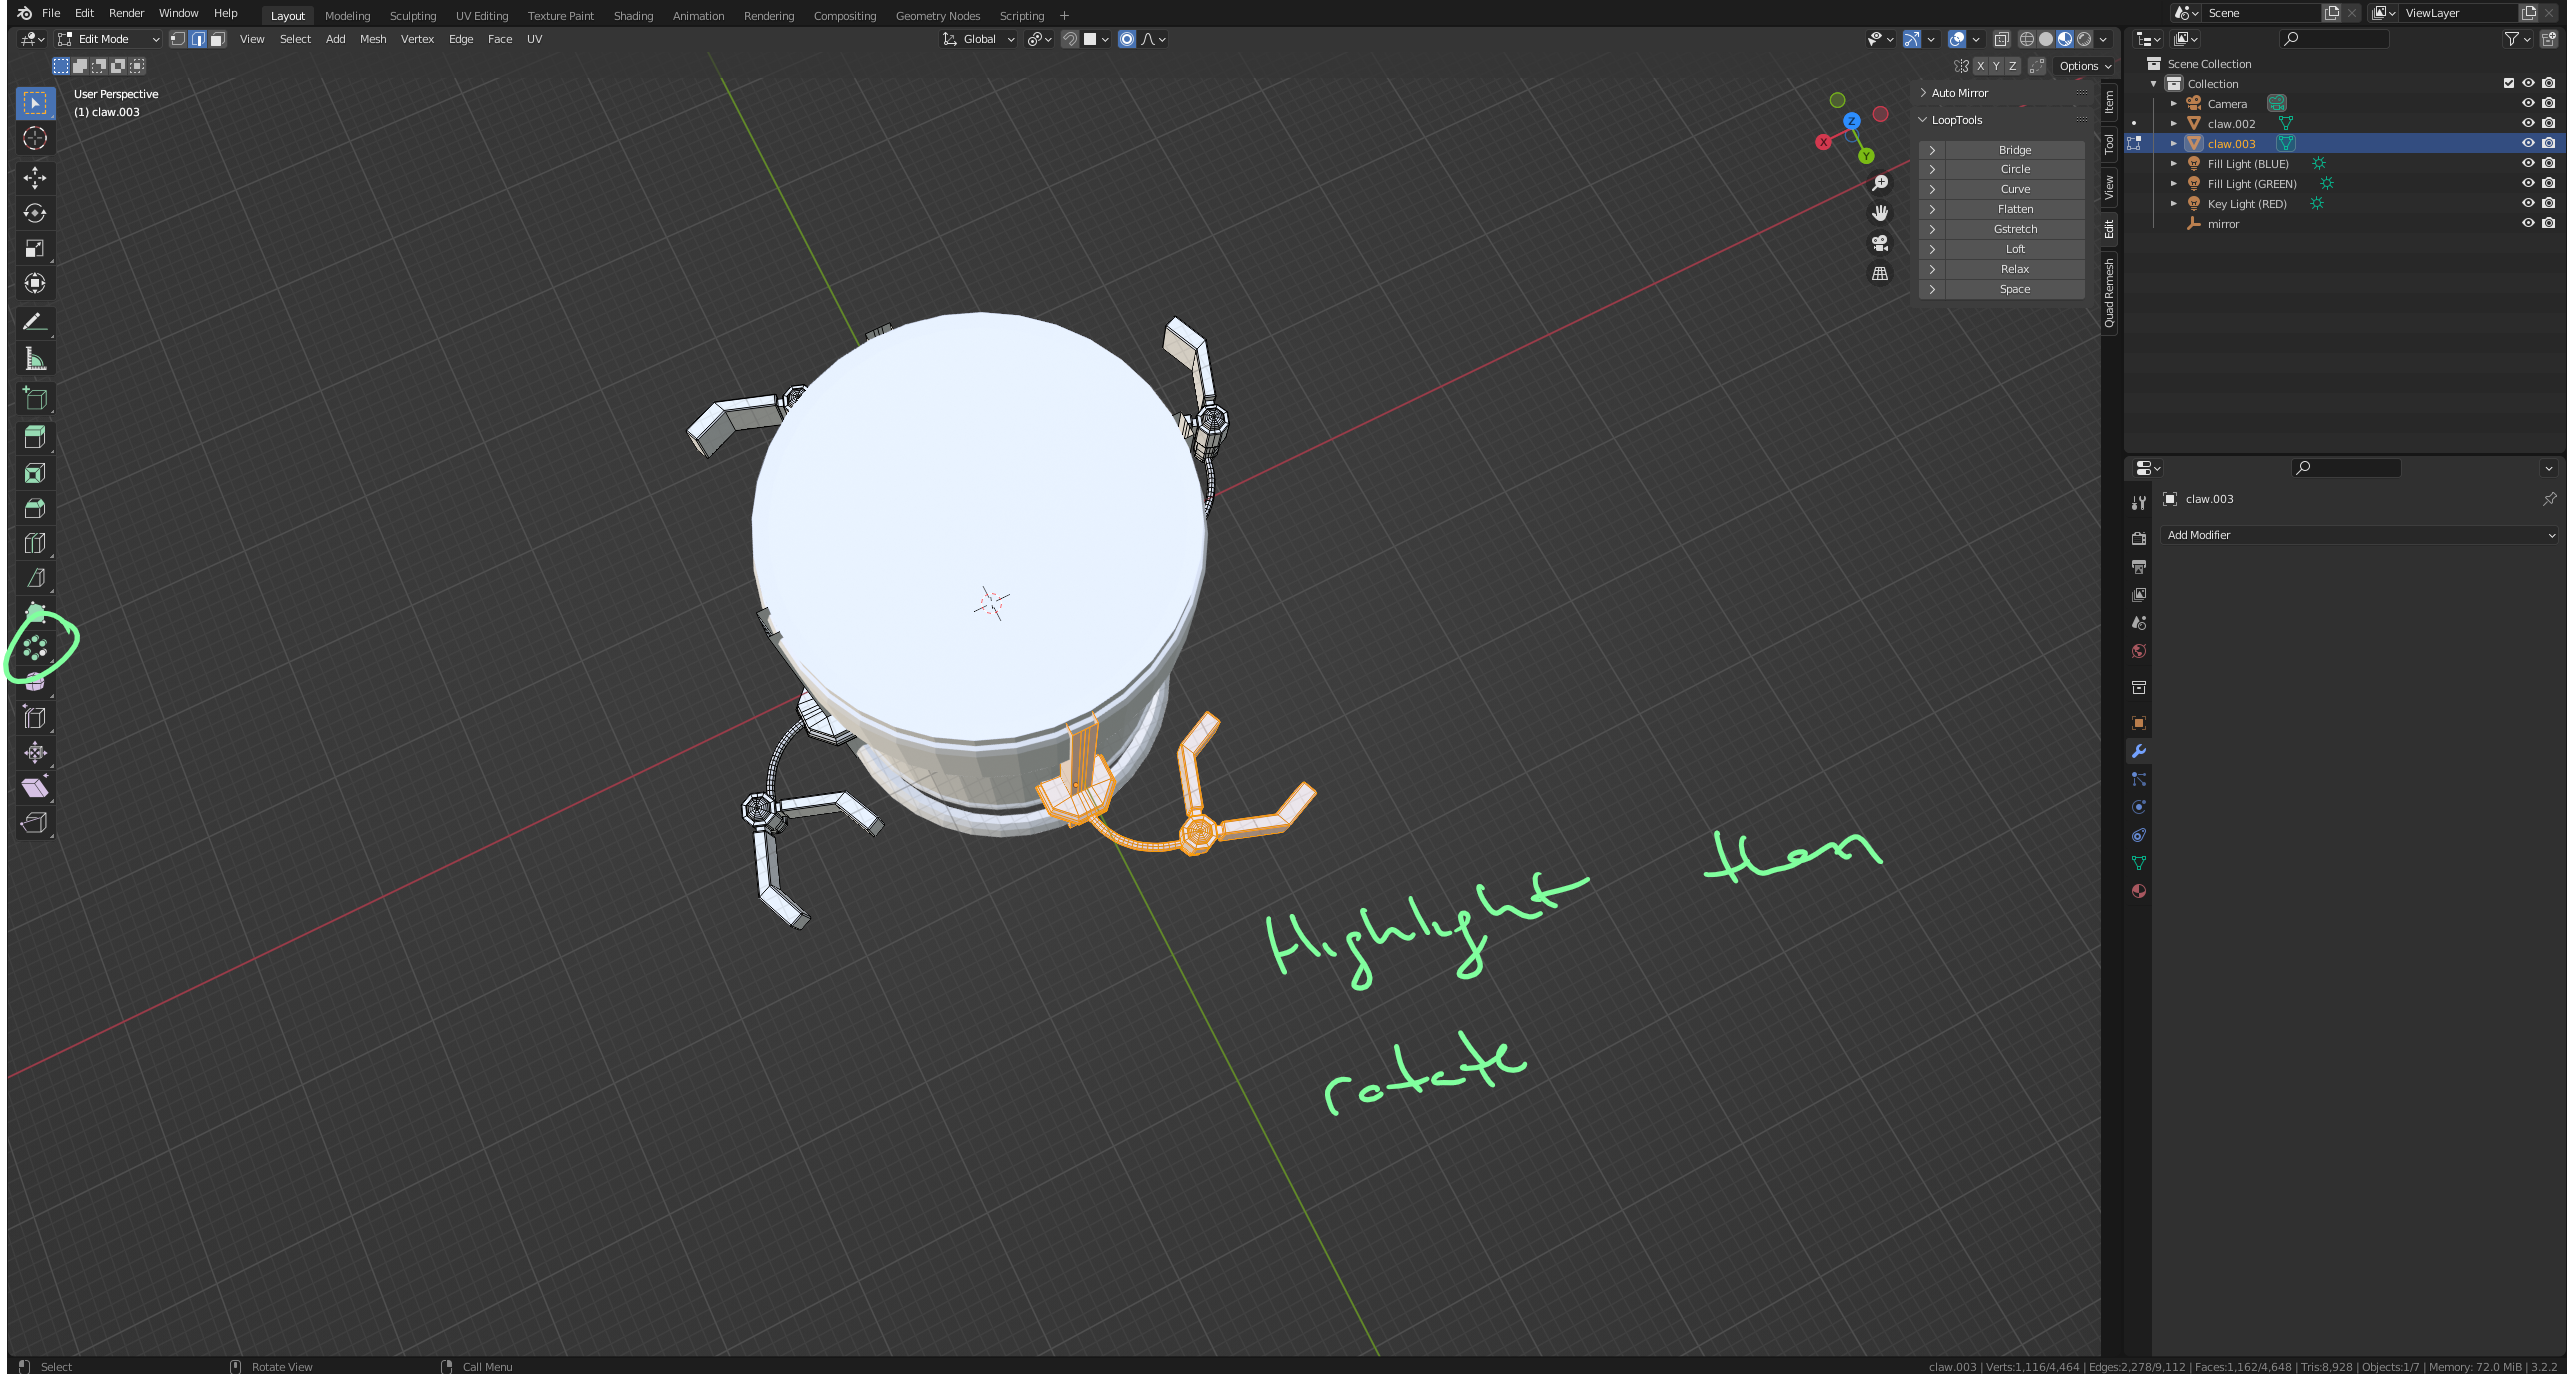 File Edit Render Window Help Layout Modeling Sculpting UV Editing Texture Paint Shading Animation Rendering Compositing Geometry Nodes Scripting + Scene ViewLayer
Edit Mode View Select Add Mesh Vertex Edge Face UV Global
X Y Z Options
User Perspective
(1) claw.003
X Y Z
Auto Mirror
LoopTools
Bridge
Circle
Curve
Flatten
Gstretch
Loft
Relax
Space
Item
Tool
View
Edit
Quad Remesh
Scene Collection
Collection
Camera
claw.002
claw.003
Fill Light (BLUE)
Fill Light (GREEN)
Key Light (RED)
mirror
claw.003
Add Modifier
Highlight then
rotate
Select Rotate View Call Menu claw.003 | Verts:1,116/4,464 | Edges:2,278/9,112 | Faces:1,162/4,648 | Tris:8,928 | Objects:1/7 | Memory: 72.0 MiB | 3.2.2